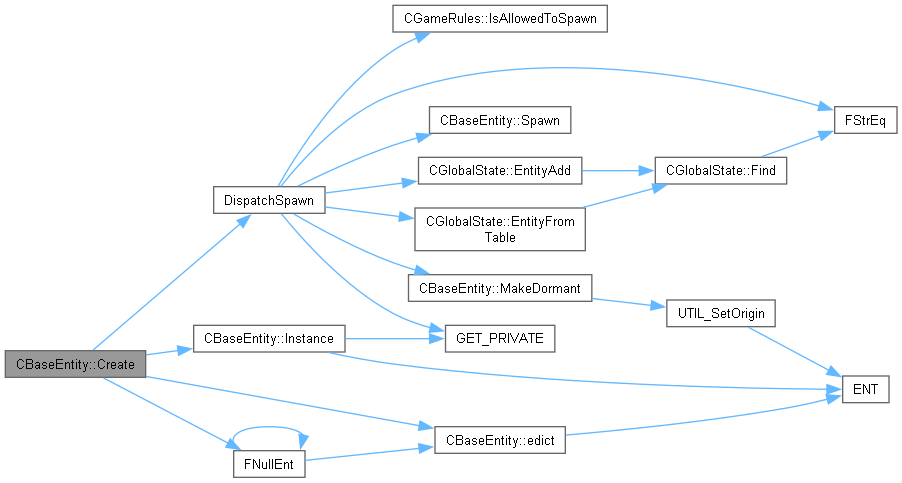 CGameRules::IsAllowedToSpawn
FStrEq
CBaseEntity::Spawn
CGlobalState::EntityAdd
CGlobalState::Find
DispatchSpawn
CGlobalState::EntityFrom
Table
CBaseEntity::MakeDormant
UTIL_SetOrigin
CBaseEntity::Instance
GET_PRIVATE
CBaseEntity::Create
ENT
CBaseEntity::edict
FNullEnt